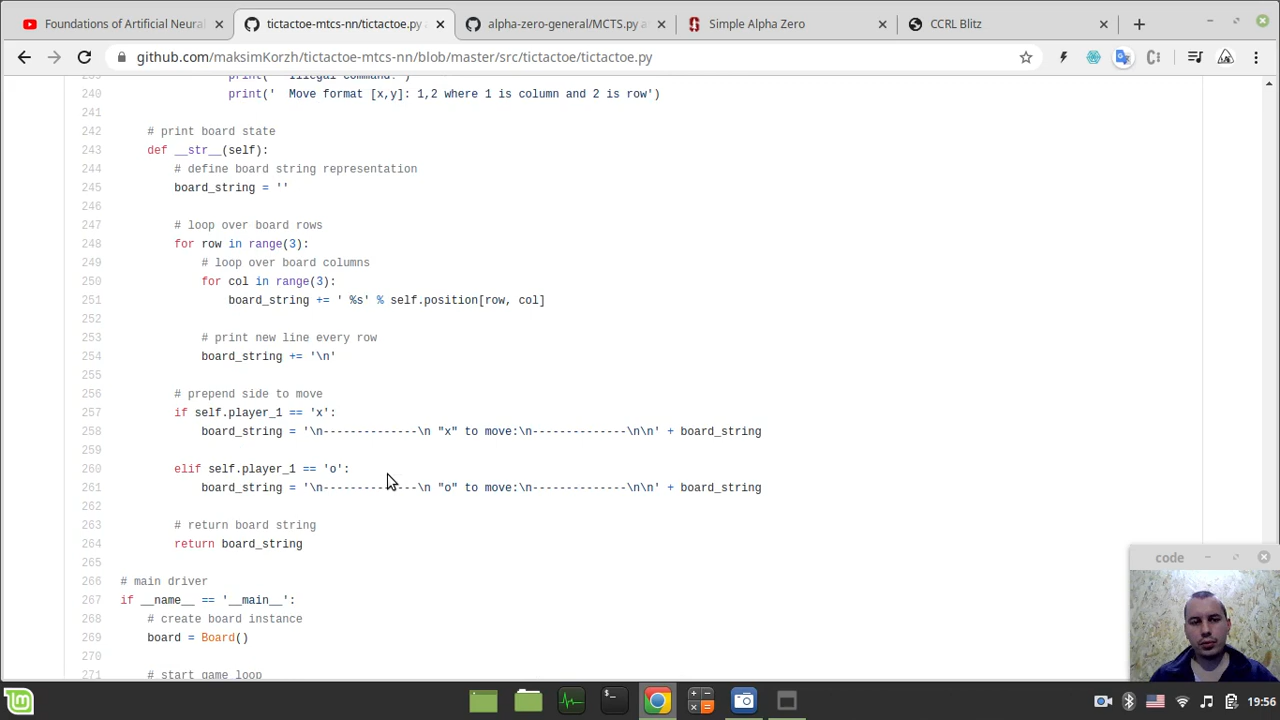 Foundations of Artificial Neural
tictactoe-mtcs-nn/tictactoe.py
alpha-zero-general/MCTS.py
Simple Alpha Zero
CCRL Blitz
github.com/maksimKorzh/tictactoe-mtcs-nn/blob/master/src/tictactoe/tictactoe.py
239 print(' Illegal command!')
240 print('  Move format [x,y]: 1,2 where 1 is column and 2 is row')
241
242 # print board state
243 def __str__(self):
244 # define board string representation
245 board_string = ''
246
247 # loop over board rows
248 for row in range(3):
249 # loop over board columns
250 for col in range(3):
251 board_string += ' %s' % self.position[row, col]
252
253 # print new line every row
254 board_string += '\n'
255
256 # prepend side to move
257 if self.player_1 == 'x':
258 board_string = '\n--------------\n "x" to move:\n--------------\n\n' + board_string
259
260 elif self.player_1 == 'o':
261 board_string = '\n--------------\n "o" to move:\n--------------\n\n' + board_string
262
263 # return board string
264 return board_string
265
266 # main driver
267 if __name__ == '__main__':
268 # create board instance
269 board = Board()
270
271 # start game loop
code
19:56